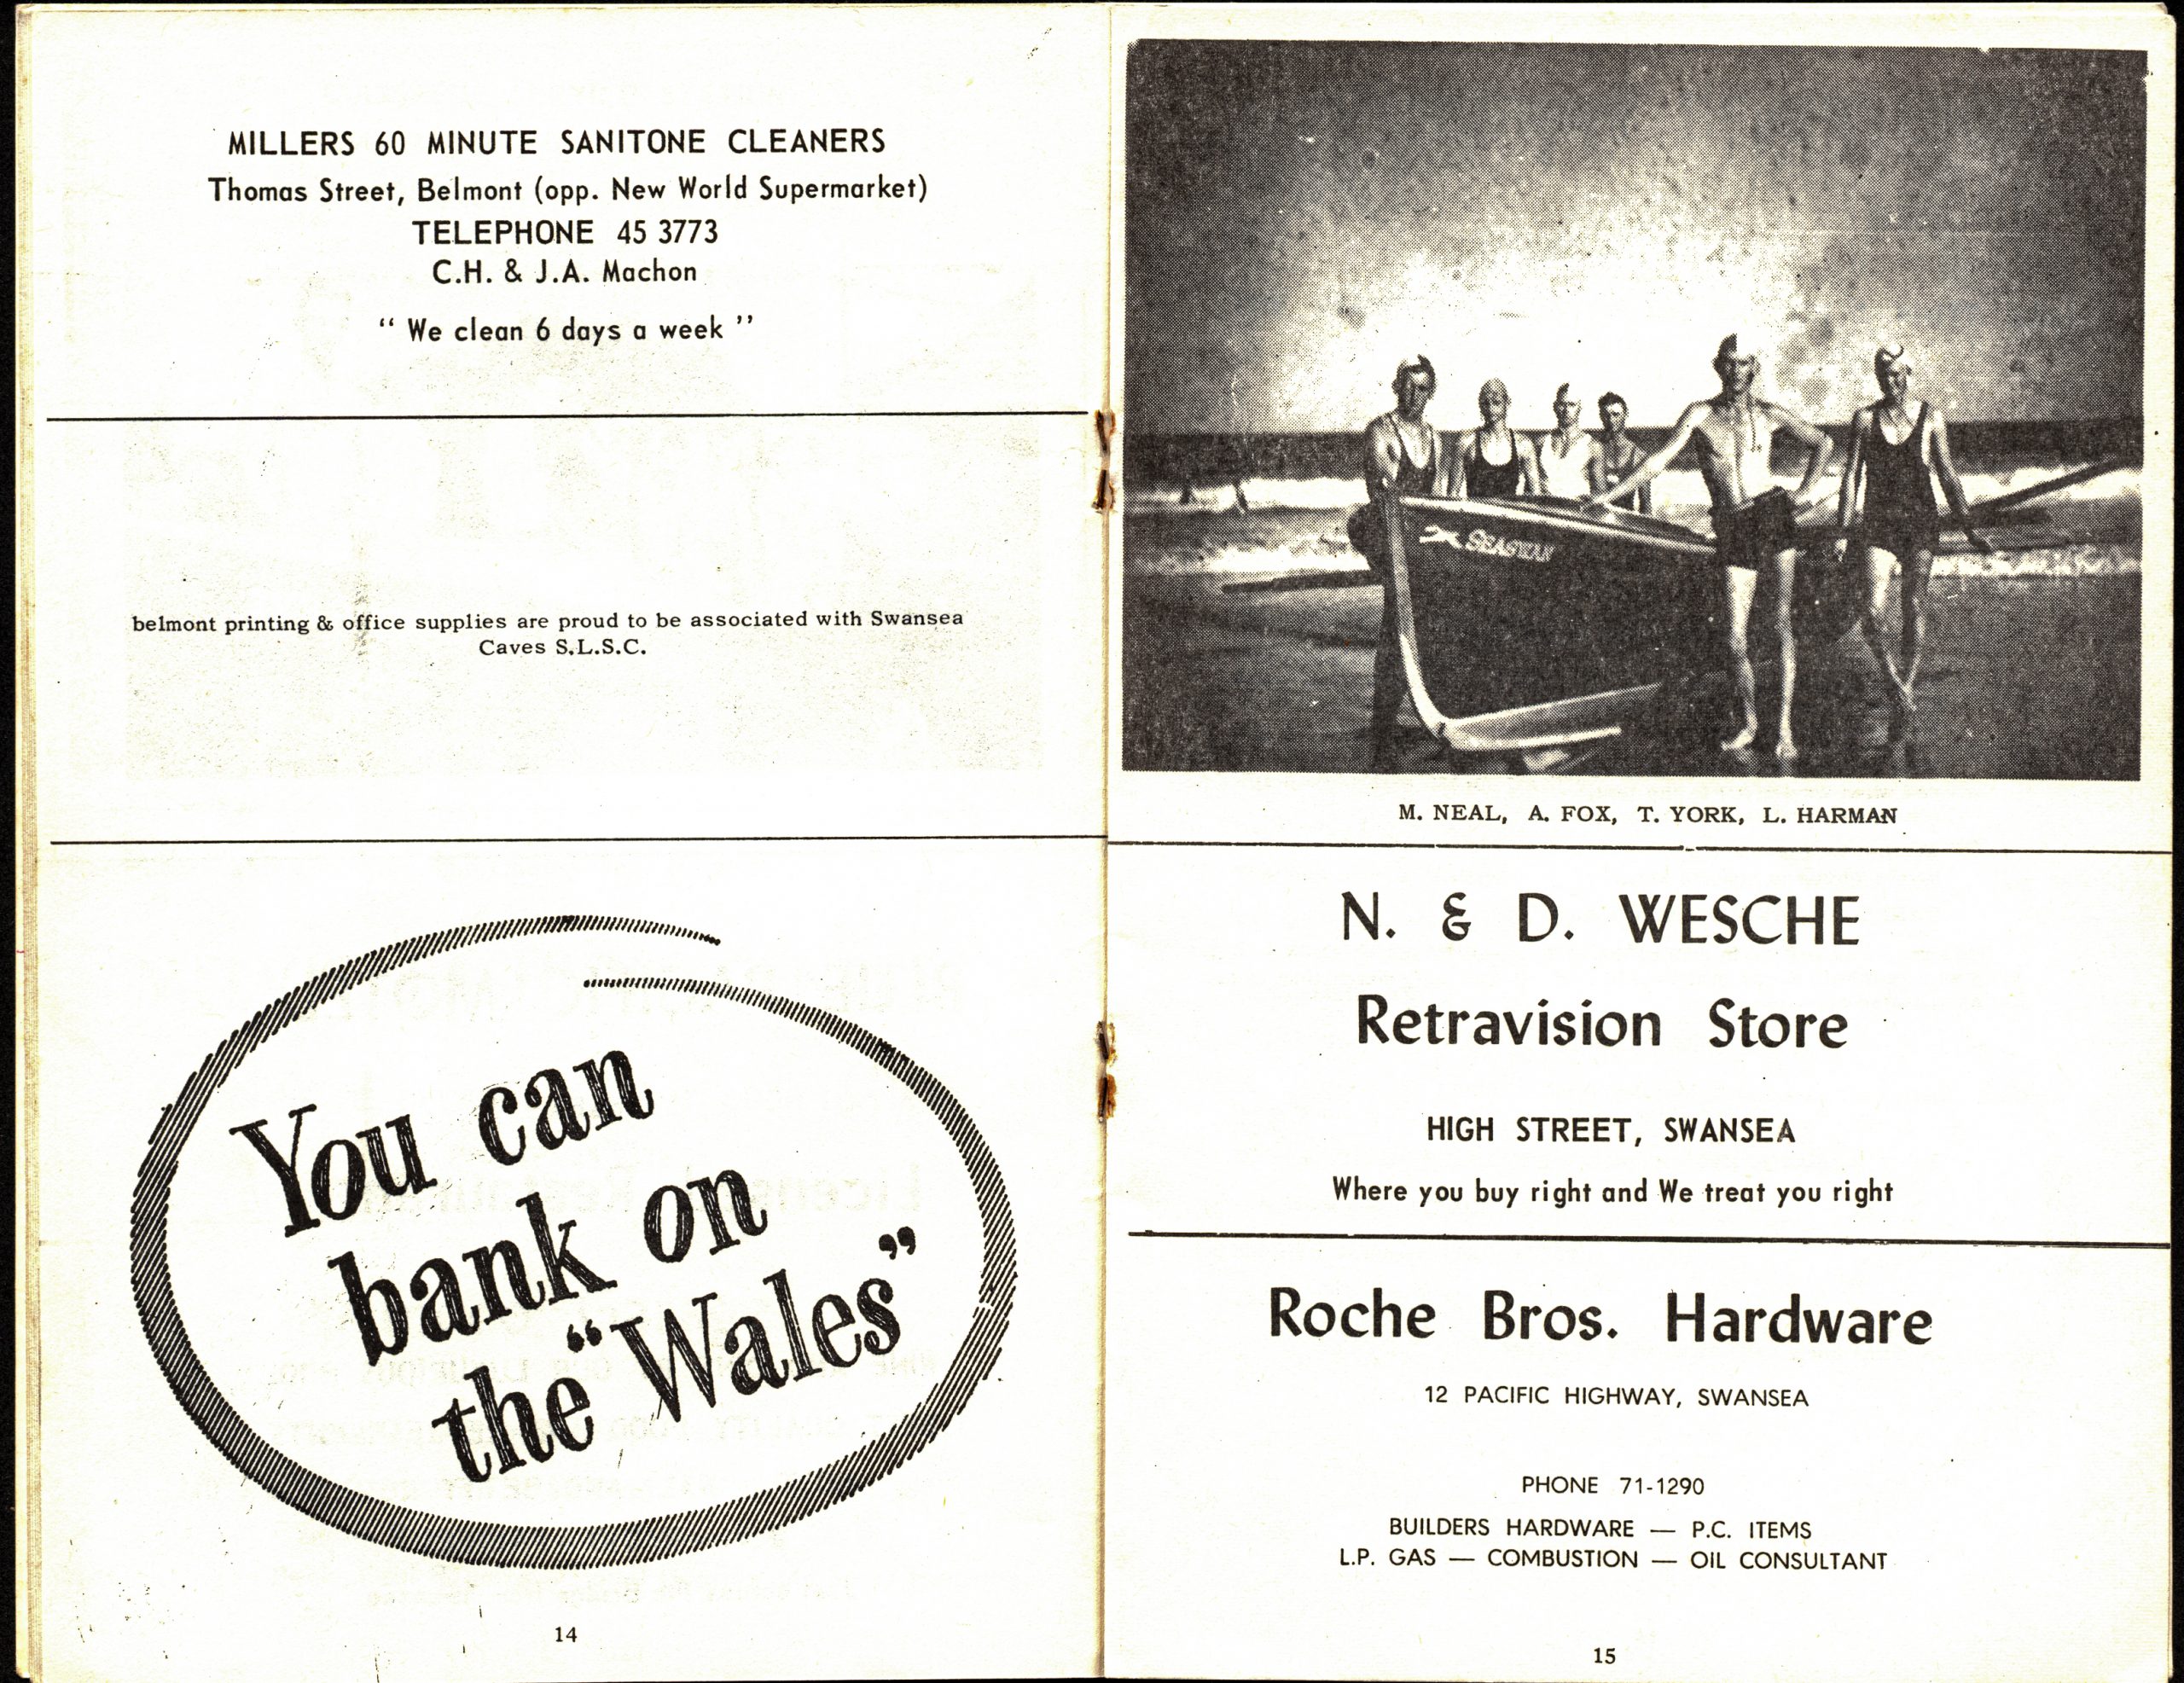 MILLERS 60 MINUTE SANITONE CLEANERS
Thomas Street, Belmont (opp. New World Supermarket)
TELEPHONE 45 3773
C.H. & J.A. Machon
“ We clean 6 days a week ”
belmont printing & office supplies are proud to be associated with Swansea
Caves S.L.S.C.
You can
bank on
the “Wales”
14
SEASWAN
M. NEAL, A. FOX, T. YORK, L. HARMAN
N. & D. WESCHE
Retravision Store
HIGH STREET, SWANSEA
Where you buy right and We treat you right
Roche Bros. Hardware
12 PACIFIC HIGHWAY, SWANSEA
PHONE 71-1290
BUILDERS HARDWARE — P.C. ITEMS
L.P. GAS — COMBUSTION — OIL CONSULTANT
15